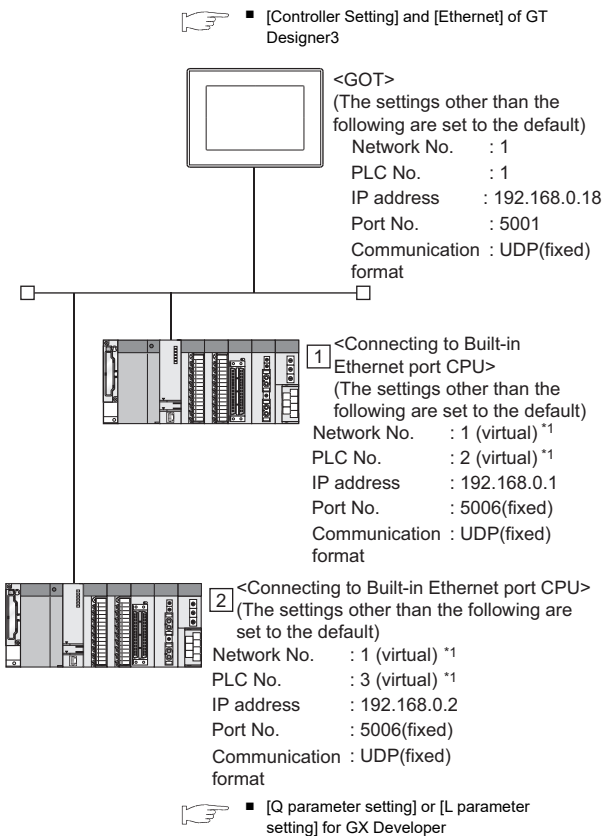 ■ [Controller Setting] and [Ethernet] of GT
Designer3
<GOT>
(The settings other than the
following are set to the default)
Network No. : 1
PLC No. : 1
IP address : 192.168.0.18
Port No. : 5001
Communication : UDP(fixed)
format
1 <Connecting to Built-in
Ethernet port CPU>
(The settings other than the
following are set to the default)
Network No. : 1 (virtual) *1
PLC No. : 2 (virtual) *1
IP address : 192.168.0.1
Port No. : 5006(fixed)
Communication : UDP(fixed)
format
2 <Connecting to Built-in Ethernet port CPU>
(The settings other than the following are
set to the default)
Network No. : 1 (virtual) *1
PLC No. : 3 (virtual) *1
IP address : 192.168.0.2
Port No. : 5006(fixed)
Communication : UDP(fixed)
format
■ [Q parameter setting] or [L parameter
setting] for GX Developer